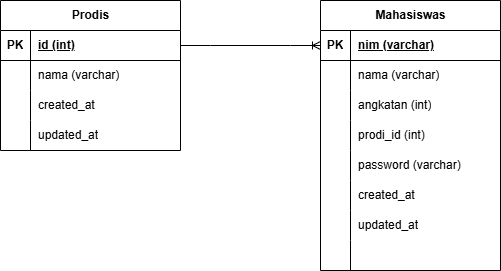 Prodis
PK id (int)
nama (varchar)
created_at
updated_at
Mahasiswas
PK nim (varchar)
nama (varchar)
angkatan (int)
prodi_id (int)
password (varchar)
created_at
updated_at